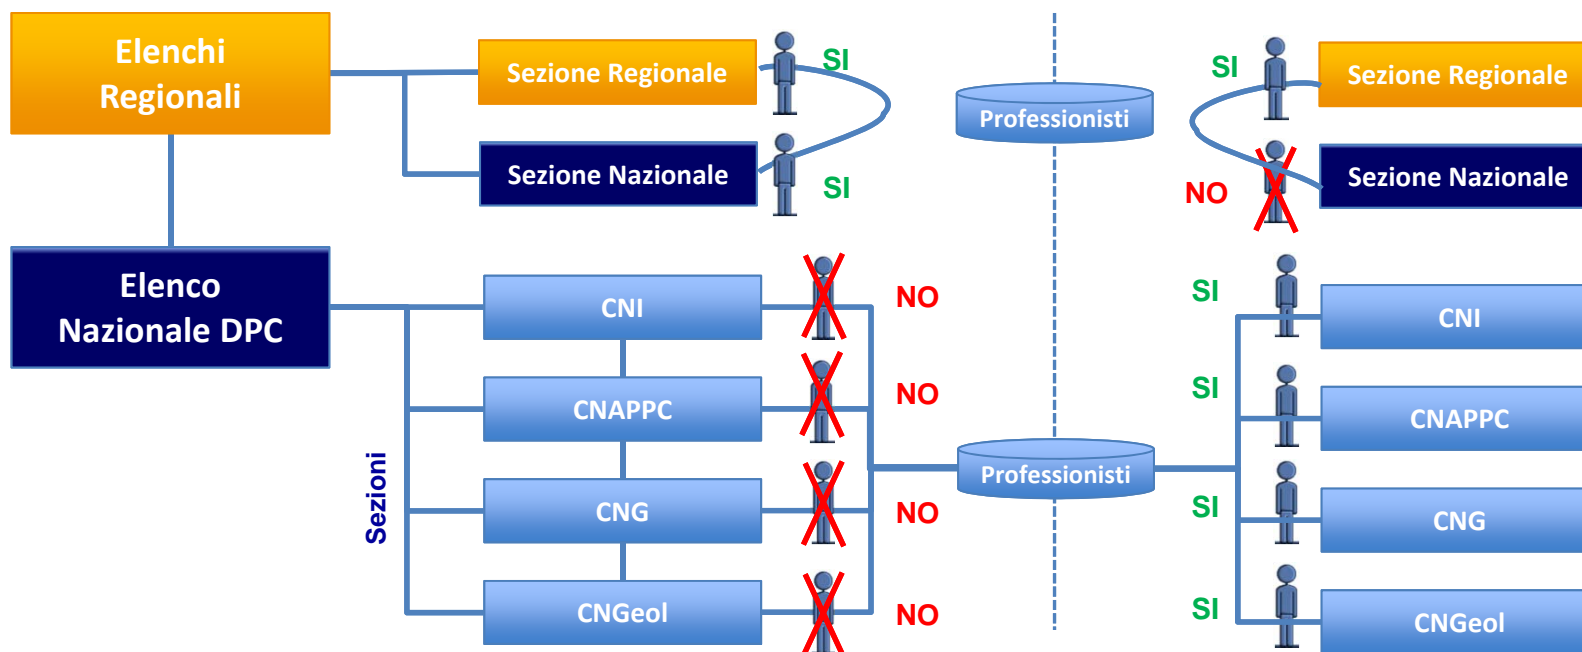 Elenchi
Regionali
Sezione Regionale
SI
Sezione Nazionale
SI
Professionisti
SI
Sezione Regionale
NO
Sezione Nazionale
Elenco
Nazionale DPC
Sezioni
CNI
NO
CNAPPC
NO
CNG
NO
CNGeol
NO
Professionisti
SI
CNI
SI
CNAPPC
SI
CNG
SI
CNGeol